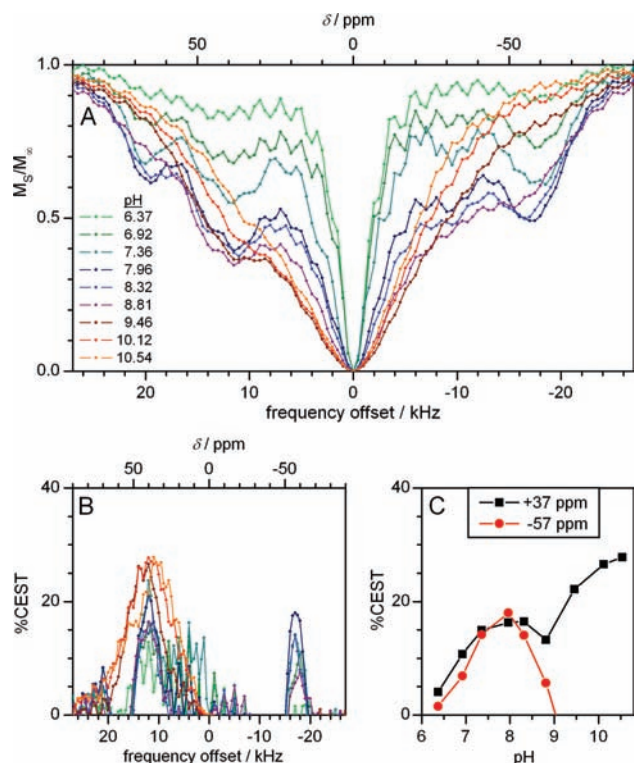 δ / ppm
50 0 -50
1.0
A
M_S/M_∞
0.5
pH
6.37
6.92
7.36
7.96
8.32
8.81
9.46
10.12
10.54
0.0
20 10 0 -10 -20
frequency offset / kHz
δ / ppm
50 0 -50
40
B
%CEST
20
0
20 10 0 -10 -20
frequency offset / kHz
40
C
+37 ppm
-57 ppm
%CEST
20
0
6 7 8 9 10
pH